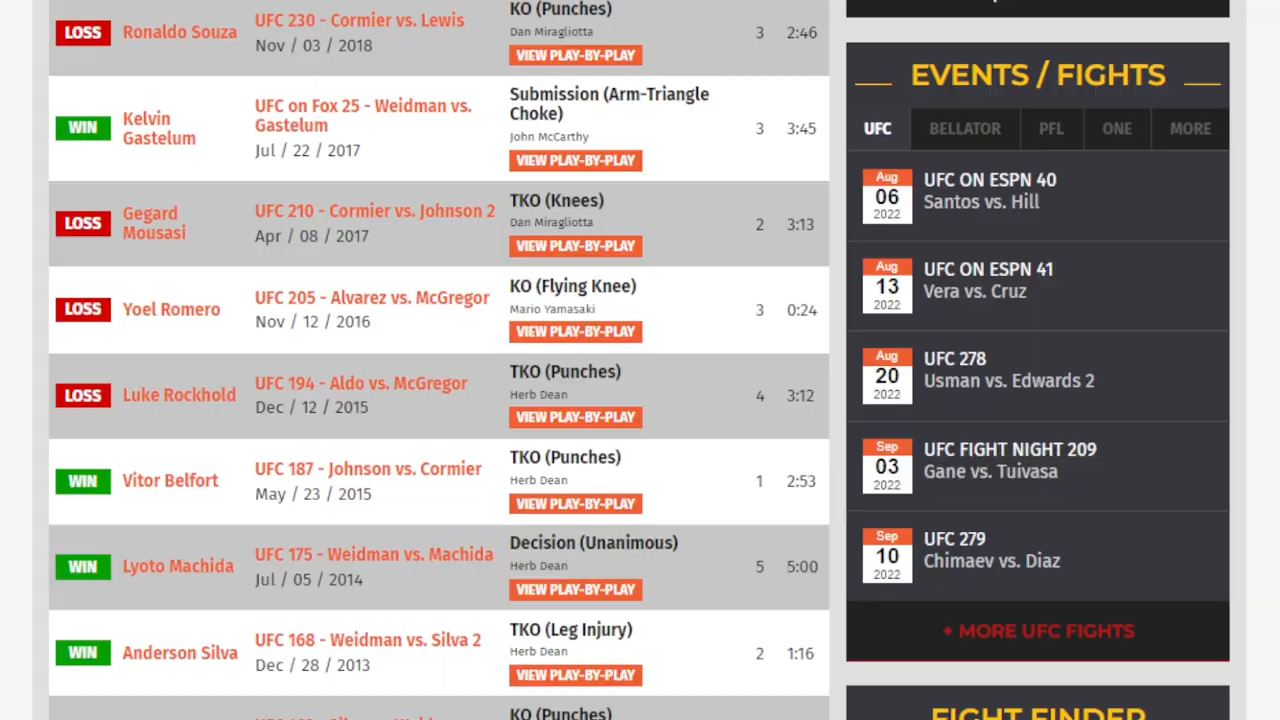 LOSS
Ronaldo Souza
UFC 230 - Cormier vs. Lewis
Nov / 03 / 2018
KO (Punches)
Dan Miragliotta
VIEW PLAY-BY-PLAY
3
2:46
WIN
Kelvin
Gastelum
UFC on Fox 25 - Weidman vs.
Gastelum
Jul / 22 / 2017
Submission (Arm-Triangle
Choke)
John McCarthy
VIEW PLAY-BY-PLAY
3
3:45
LOSS
Gegard
Mousasi
UFC 210 - Cormier vs. Johnson 2
Apr / 08 / 2017
TKO (Knees)
Dan Miragliotta
VIEW PLAY-BY-PLAY
2
3:13
LOSS
Yoel Romero
UFC 205 - Alvarez vs. McGregor
Nov / 12 / 2016
KO (Flying Knee)
Mario Yamasaki
VIEW PLAY-BY-PLAY
3
0:24
LOSS
Luke Rockhold
UFC 194 - Aldo vs. McGregor
Dec / 12 / 2015
TKO (Punches)
Herb Dean
VIEW PLAY-BY-PLAY
4
3:12
WIN
Vitor Belfort
UFC 187 - Johnson vs. Cormier
May / 23 / 2015
TKO (Punches)
Herb Dean
VIEW PLAY-BY-PLAY
1
2:53
WIN
Lyoto Machida
UFC 175 - Weidman vs. Machida
Jul / 05 / 2014
Decision (Unanimous)
Herb Dean
VIEW PLAY-BY-PLAY
5
5:00
WIN
Anderson Silva
UFC 168 - Weidman vs. Silva 2
Dec / 28 / 2013
TKO (Leg Injury)
Herb Dean
VIEW PLAY-BY-PLAY
2
1:16
KO (Punches)
EVENTS / FIGHTS
UFC
BELLATOR
PFL
ONE
MORE
Aug
06
2022
UFC ON ESPN 40
Santos vs. Hill
Aug
13
2022
UFC ON ESPN 41
Vera vs. Cruz
Aug
20
2022
UFC 278
Usman vs. Edwards 2
Sep
03
2022
UFC FIGHT NIGHT 209
Gane vs. Tuivasa
Sep
10
2022
UFC 279
Chimaev vs. Diaz
+ MORE UFC FIGHTS
FIGHT FINDER